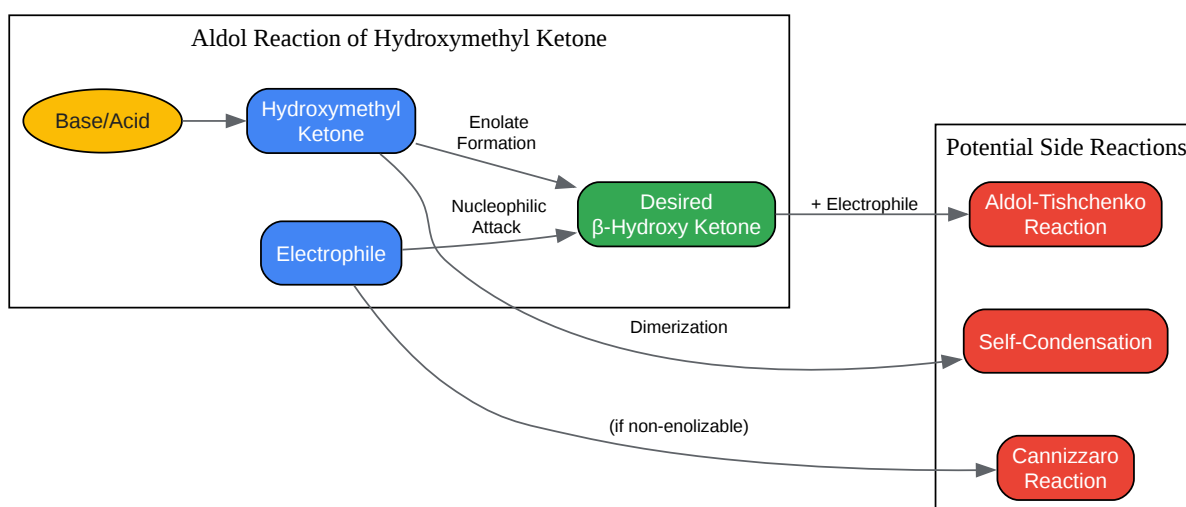 Aldol Reaction of Hydroxymethyl Ketone
Base/Acid
Hydroxymethyl
Ketone
Enolate
Formation
Electrophile
Nucleophilic
Attack
Desired
β-Hydroxy Ketone
+ Electrophile
Dimerization
(if non-enolizable)
Potential Side Reactions
Aldol-Tishchenko
Reaction
Self-Condensation
Cannizzaro
Reaction